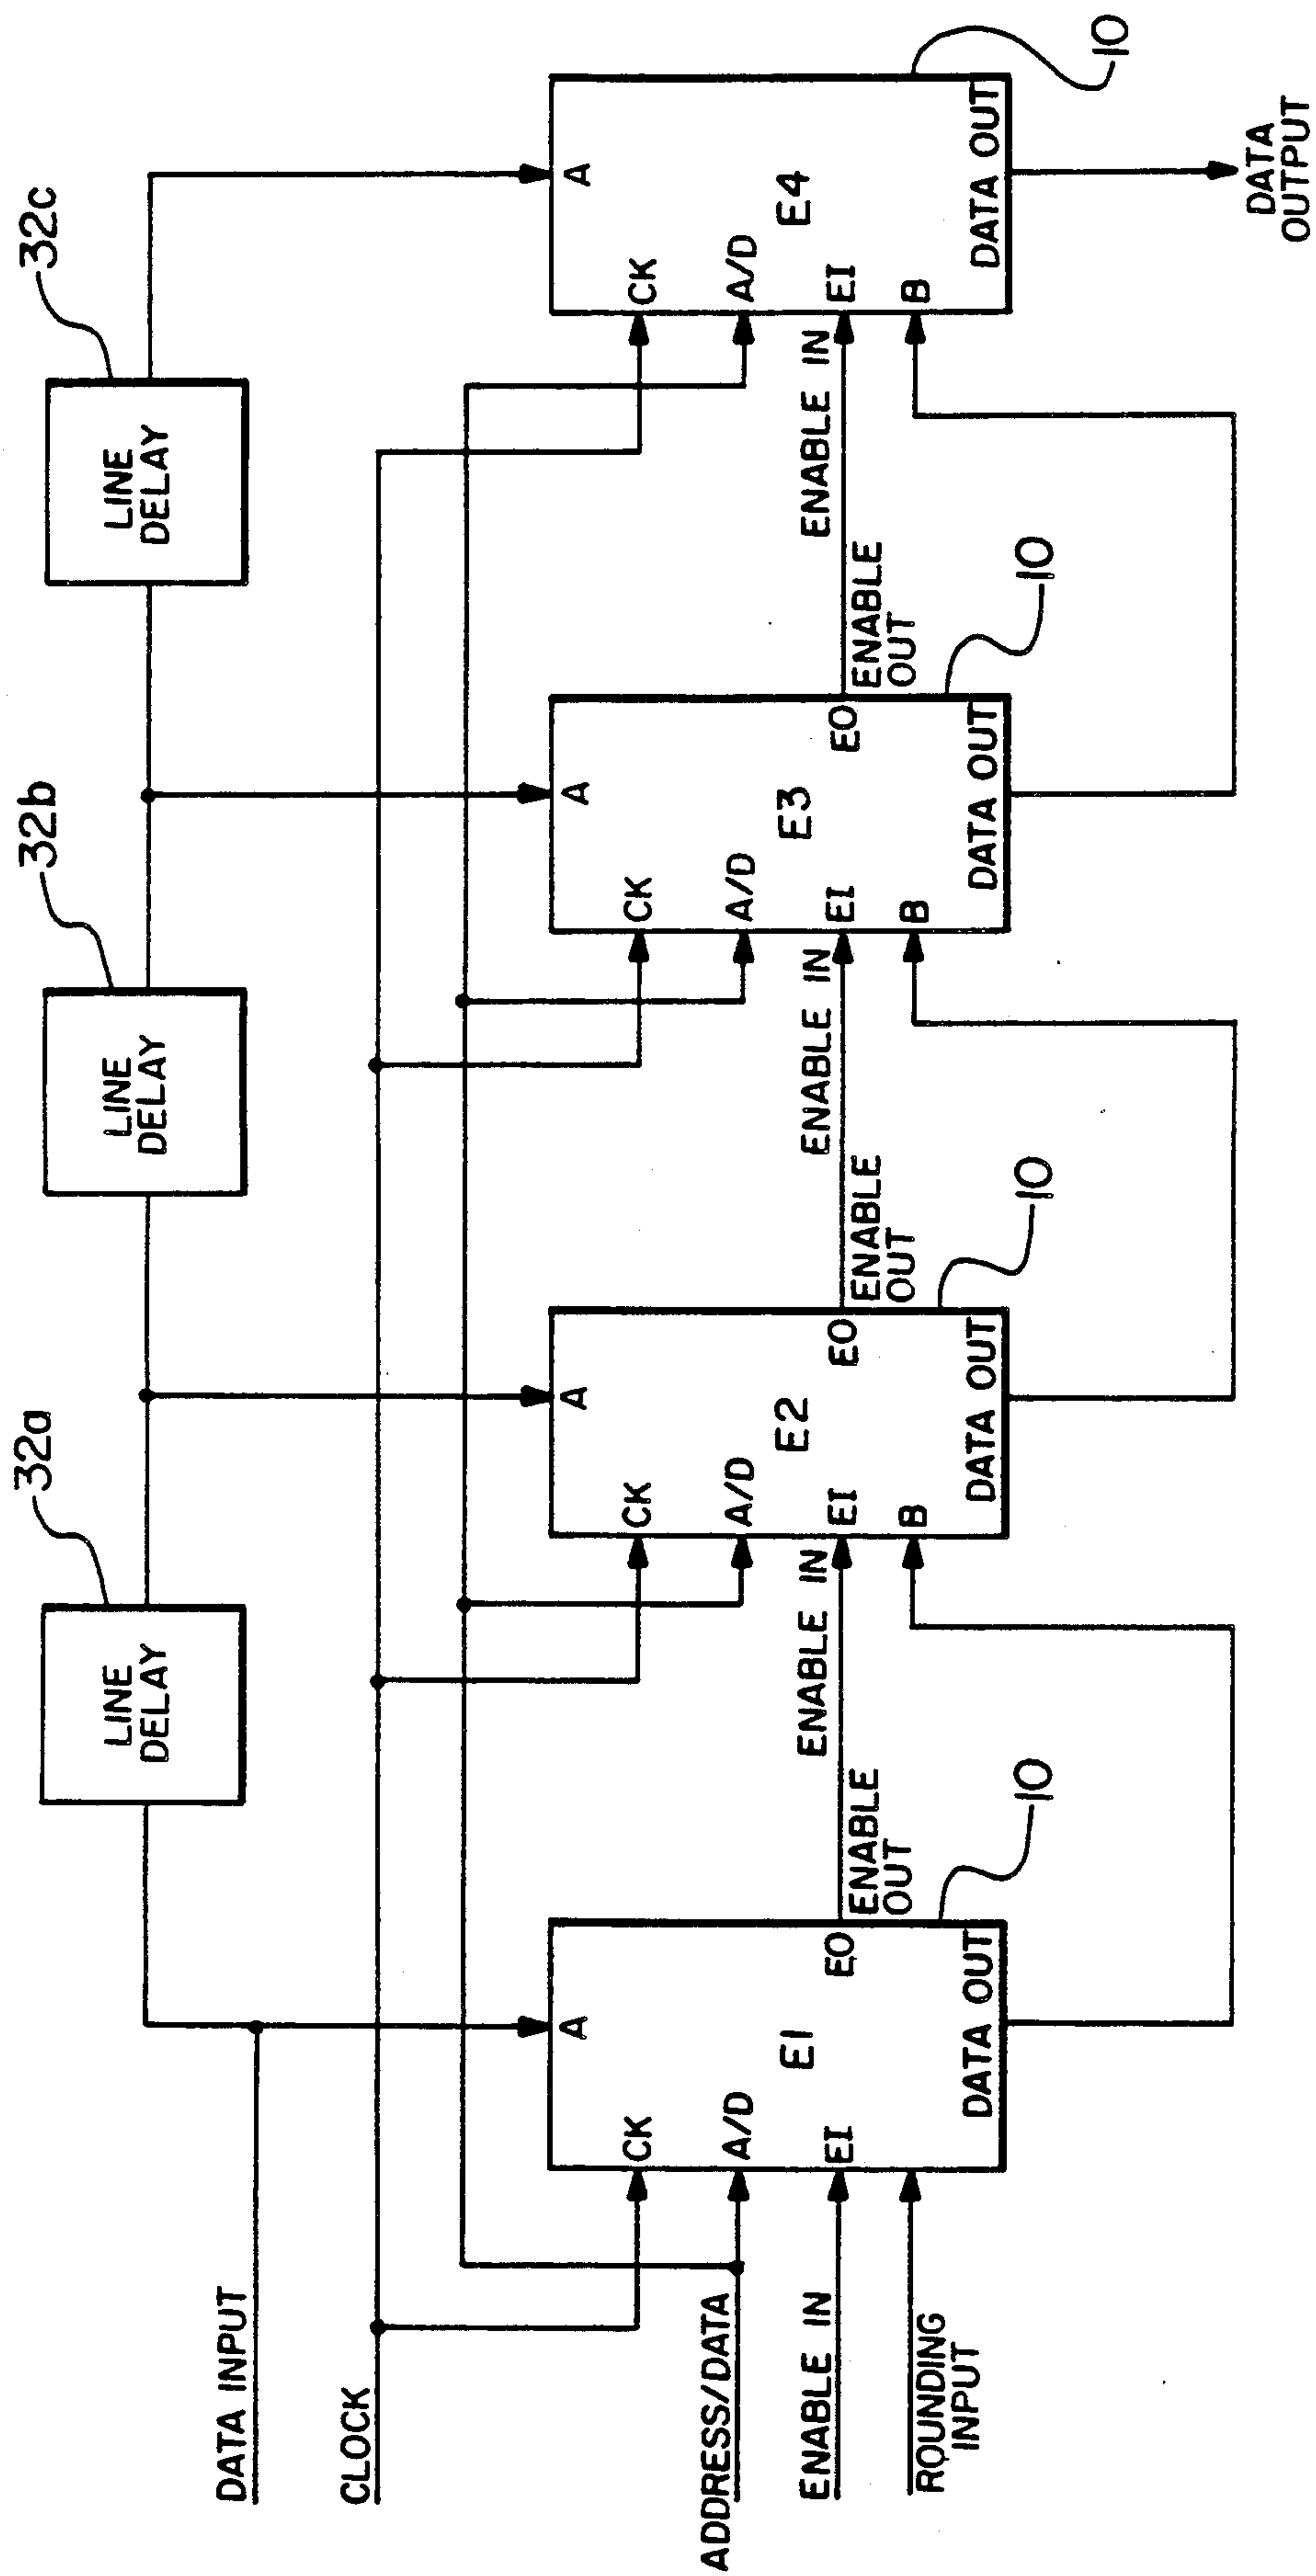 32a
32b
32c
LINE
DELAY
LINE
DELAY
LINE
DELAY
DATA INPUT
CLOCK
ADDRESS/DATA
ENABLE IN
ROUNDING
INPUT
A
CK
A/D
E1
EI
EO
DATA OUT
ENABLE
OUT
10
ENABLE IN
A
CK
A/D
E2
EI
EO
B
DATA OUT
ENABLE
OUT
10
ENABLE IN
A
CK
A/D
E3
EI
EO
B
DATA OUT
ENABLE
OUT
10
ENABLE IN
A
CK
A/D
E4
EI
B
DATA OUT
10
DATA
OUTPUT